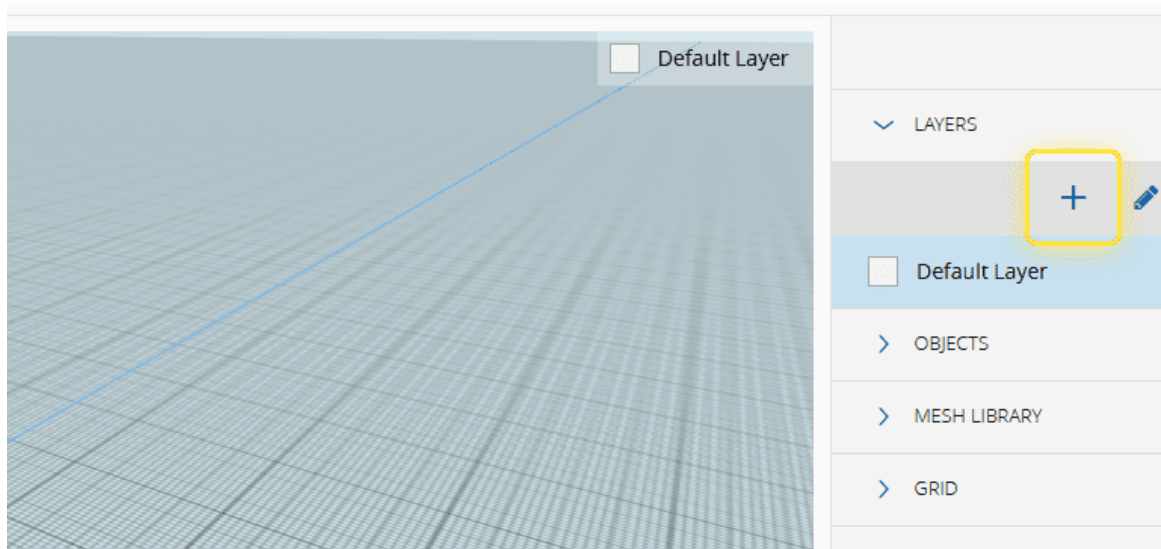 Default Layer
LAYERS
Default Layer
OBJECTS
MESH LIBRARY
GRID